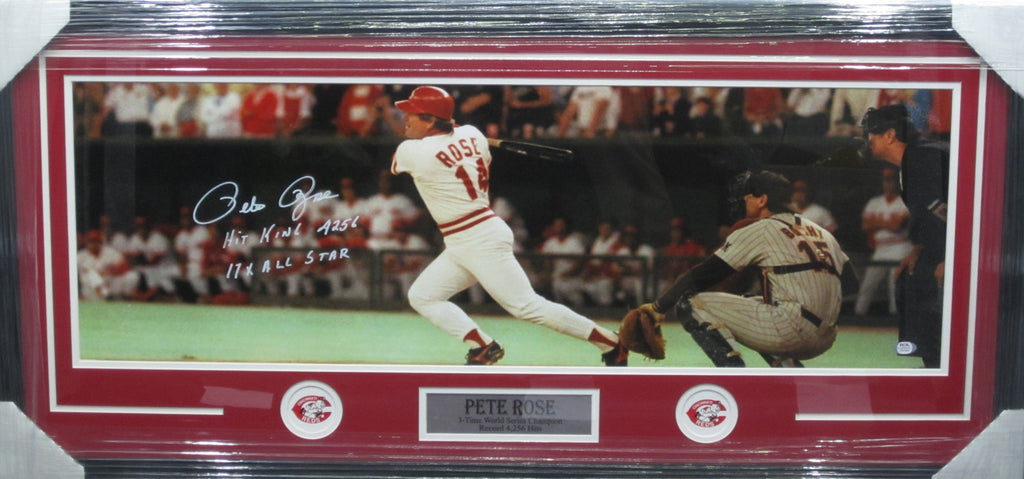 ROSE
14
Pete Rose
Hit King 4256
17x ALL STAR
15
PETE ROSE
3-Time World Series Champion
Record 4,256 Hits
REDS
REDS